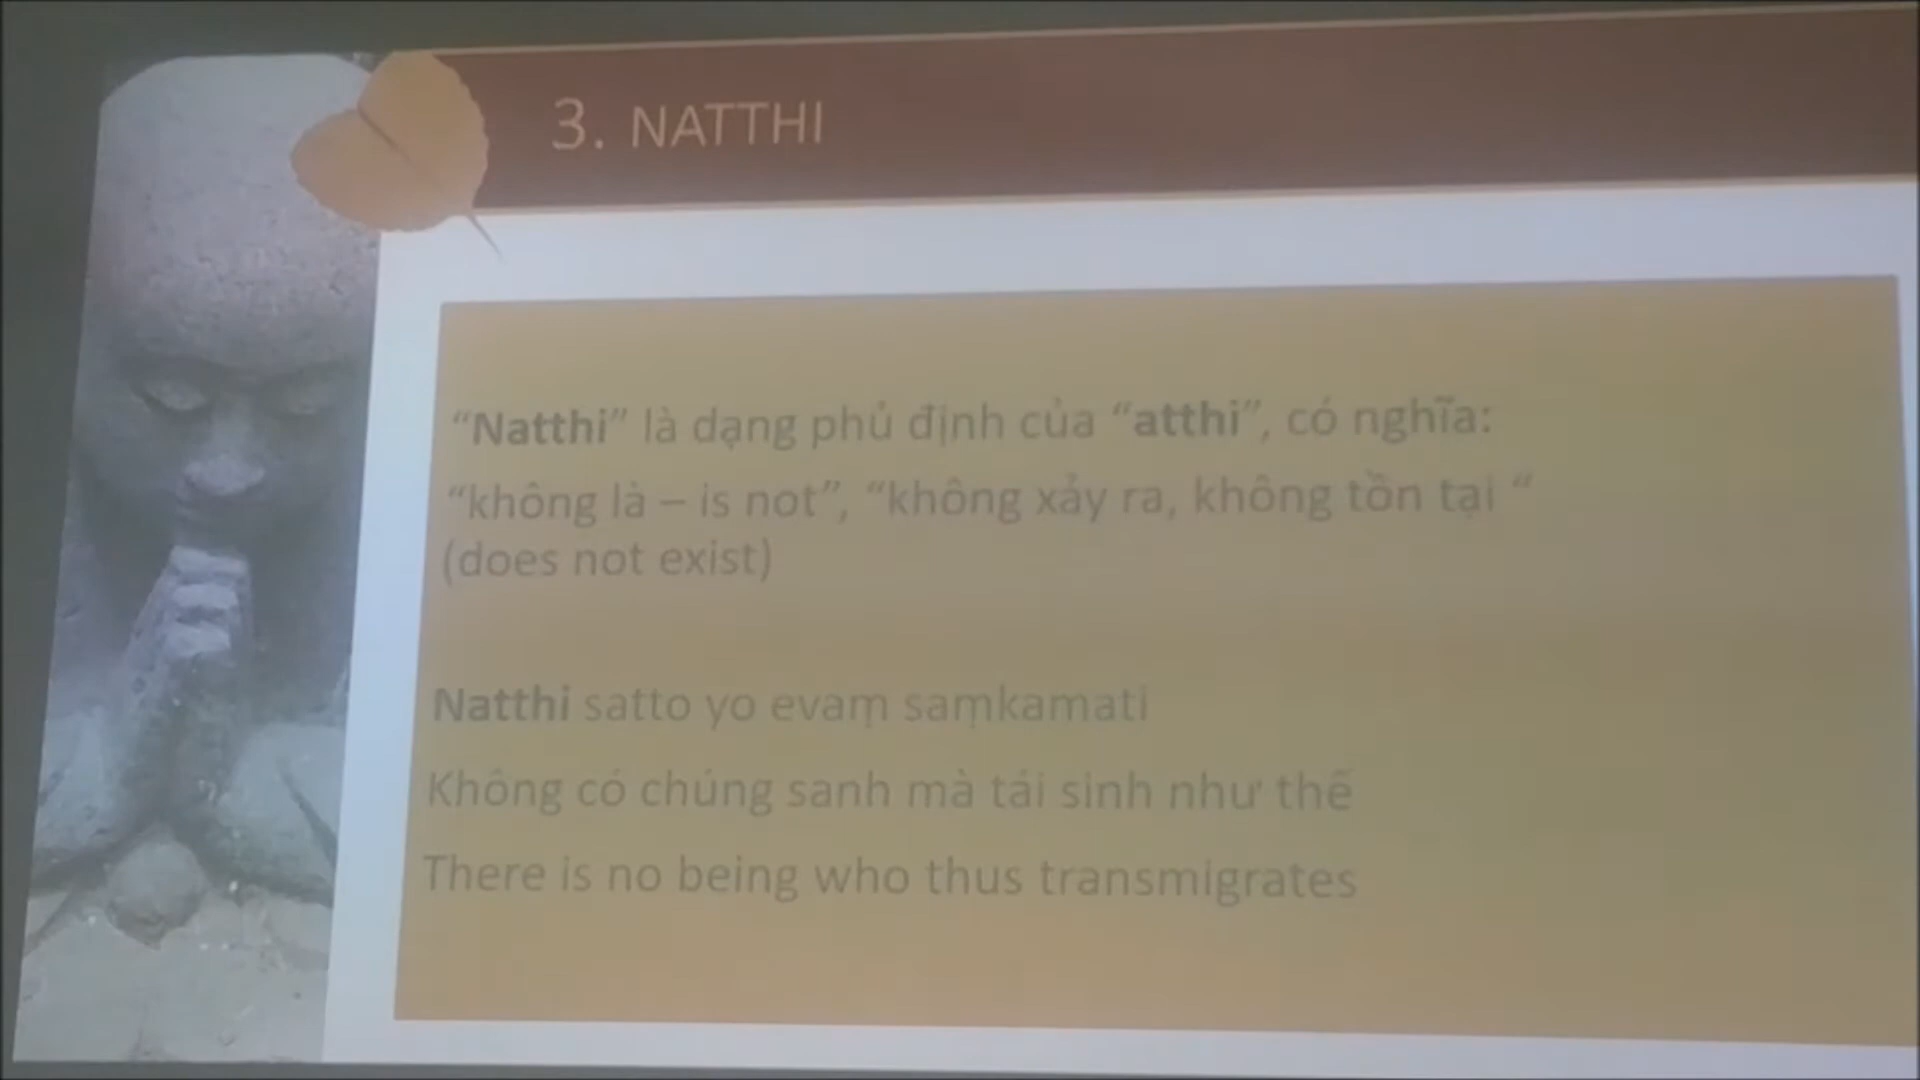 3. NATTHI
“Natthi” là dạng phủ định của “atthi”, có nghĩa:
“không là – is not”, “không xảy ra, không tồn tại “
(does not exist)
Natthi satto yo evaṃ saṃkamati
Không có chúng sanh mà tái sinh như thế
There is no being who thus transmigrates